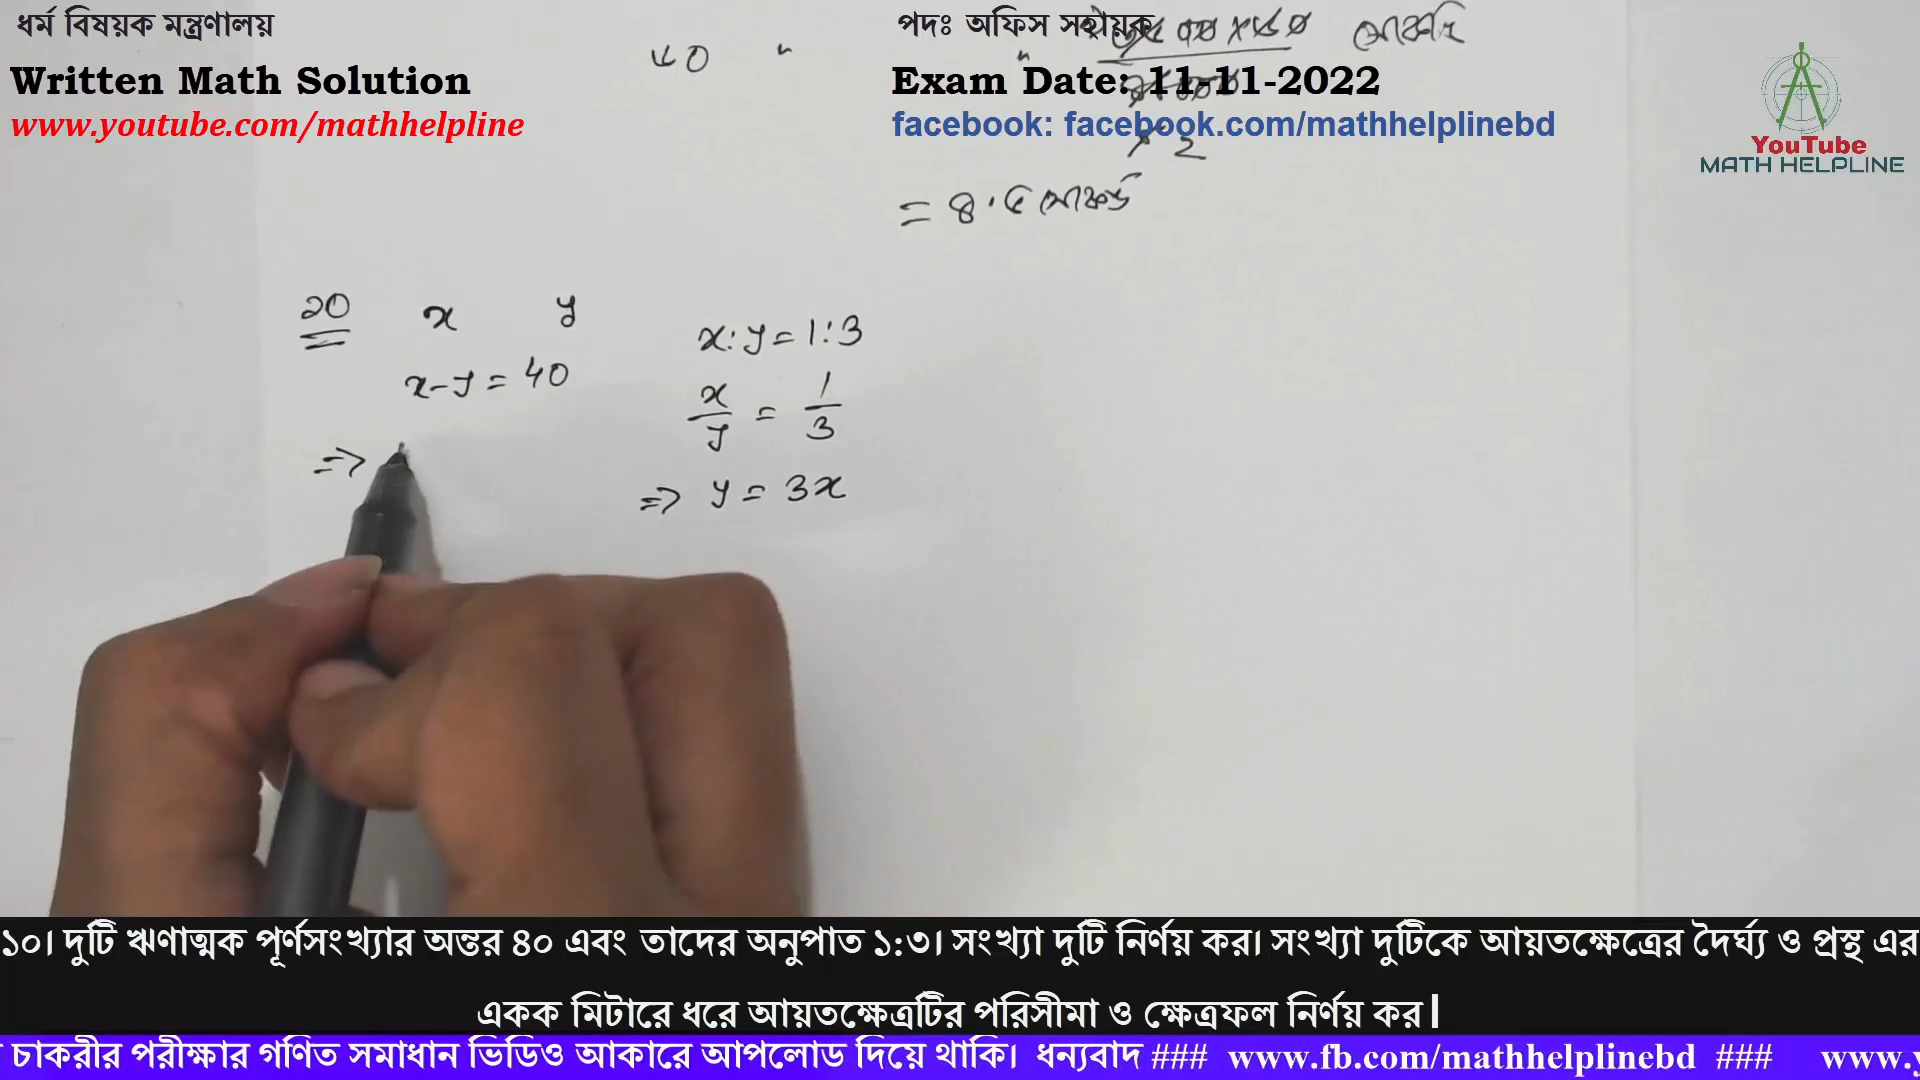 ধর্ম বিষয়ক মন্ত্রণালয়
পদঃ অফিস সহায়ক
Written Math Solution
Exam Date: 11-11-2022
www.youtube.com/mathhelpline
facebook: facebook.com/mathhelplinebd
YouTube
MATH HELPLINE
= ৪.৫ সেকেন্ড
১০ x y
x-y = 40
x:y = 1:3
x/y = 1/3
=> y = 3x
=>
১০। দুটি ঋণাত্মক পূর্ণসংখ্যার অন্তর ৪০ এবং তাদের অনুপাত ১:৩। সংখ্যা দুটি নির্ণয় কর। সংখ্যা দুটিকে আয়তক্ষেত্রের দৈর্ঘ্য ও প্রস্থ এর
একক মিটারে ধরে আয়তক্ষেত্রটির পরিসীমা ও ক্ষেত্রফল নির্ণয় কর।
চাকরীর পরীক্ষার গণিত সমাধান ভিডিও আকারে আপলোড দিয়ে থাকি। ধন্যবাদ ### www.fb.com/mathhelplinebd ###